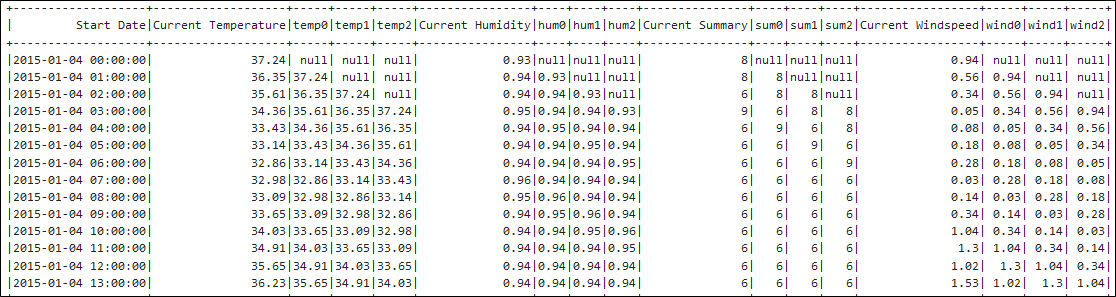 +-------------------+-------------------+-----+-----+-----+----------------+----+----+----+---------------+----+----+----+-----------------+-----+-----+-----+
|         Start Date|Current Temperature|temp0|temp1|temp2|Current Humidity|hum0|hum1|hum2|Current Summary|sum0|sum1|sum2|Current Windspeed|wind0|wind1|wind2|
+-------------------+-------------------+-----+-----+-----+----------------+----+----+----+---------------+----+----+----+-----------------+-----+-----+-----+
|2015-01-04 00:00:00|              37.24| null| null| null|            0.93|null|null|null|              8|null|null|null|             0.94| null| null| null|
|2015-01-04 01:00:00|              36.35|37.24| null| null|            0.94|0.93|null|null|              8|   8|null|null|             0.56| 0.94| null| null|
|2015-01-04 02:00:00|              35.61|36.35|37.24| null|            0.94|0.94|0.93|null|              6|   8|   8|null|             0.34| 0.56| 0.94| null|
|2015-01-04 03:00:00|              34.36|35.61|36.35|37.24|            0.95|0.94|0.94|0.93|              9|   6|   8|   8|             0.05| 0.34| 0.56| 0.94|
|2015-01-04 04:00:00|              33.43|34.36|35.61|36.35|            0.94|0.95|0.94|0.94|              6|   9|   6|   8|             0.08| 0.05| 0.34| 0.56|
|2015-01-04 05:00:00|              33.14|33.43|34.36|35.61|            0.94|0.94|0.95|0.94|              6|   6|   9|   6|             0.18| 0.08| 0.05| 0.34|
|2015-01-04 06:00:00|              32.86|33.14|33.43|34.36|            0.94|0.94|0.94|0.95|              6|   6|   6|   9|             0.28| 0.18| 0.08| 0.05|
|2015-01-04 07:00:00|              32.98|32.86|33.14|33.43|            0.96|0.94|0.94|0.94|              6|   6|   6|   6|             0.03| 0.28| 0.18| 0.08|
|2015-01-04 08:00:00|              33.09|32.98|32.86|33.14|            0.95|0.96|0.94|0.94|              6|   6|   6|   6|             0.14| 0.03| 0.28| 0.18|
|2015-01-04 09:00:00|              33.65|33.09|32.98|32.86|            0.94|0.95|0.96|0.94|              6|   6|   6|   6|             0.34| 0.14| 0.03| 0.28|
|2015-01-04 10:00:00|              34.03|33.65|33.09|32.98|            0.94|0.94|0.95|0.96|              6|   6|   6|   6|             1.04| 0.34| 0.14| 0.03|
|2015-01-04 11:00:00|              34.91|34.03|33.65|33.09|            0.94|0.94|0.94|0.95|              6|   6|   6|   6|              1.3| 1.04| 0.34| 0.14|
|2015-01-04 12:00:00|              35.65|34.91|34.03|33.65|            0.94|0.94|0.94|0.94|              6|   6|   6|   6|             1.02|  1.3| 1.04| 0.34|
|2015-01-04 13:00:00|              36.23|35.65|34.91|34.03|            0.94|0.94|0.94|0.94|              6|   6|   6|   6|             1.53| 1.02|  1.3| 1.04|